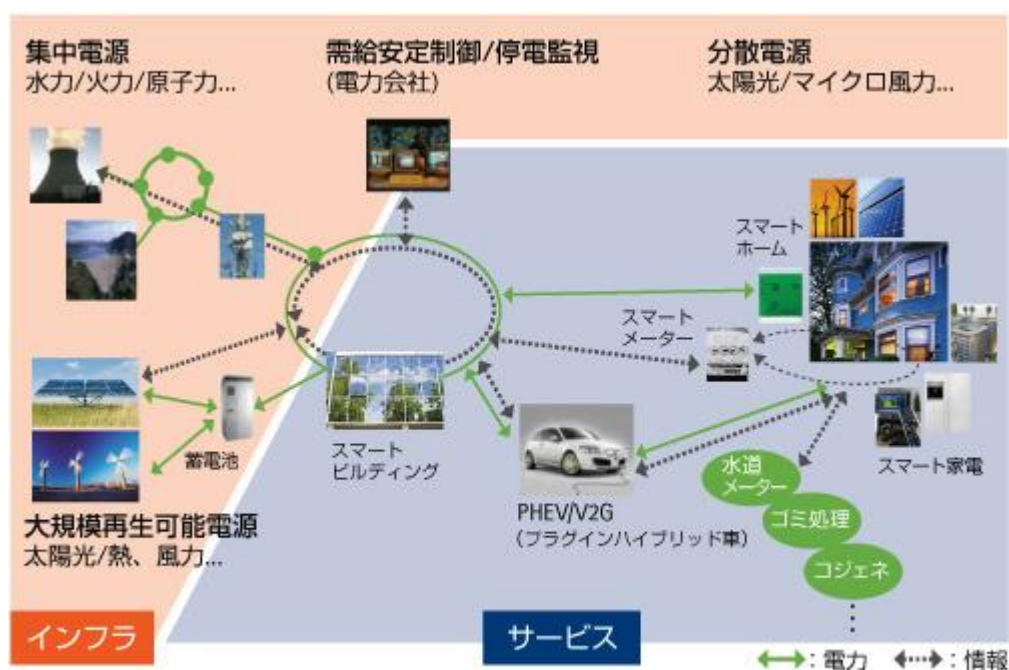 集中電源
水力/火力/原子力...
需給安定制御/停電監視
(電力会社)
分散電源
太陽光/マイクロ風力...
スマート
ホーム
スマート
メーター
蓄電池
スマート
ビルディング
スマート家電
水道
メーター
ゴミ処理
コジェネ
PHEV/V2G
(プラグインハイブリッド車)
大規模再生可能電源
太陽光/熱、風力...
インフラ
サービス
:電力
:情報